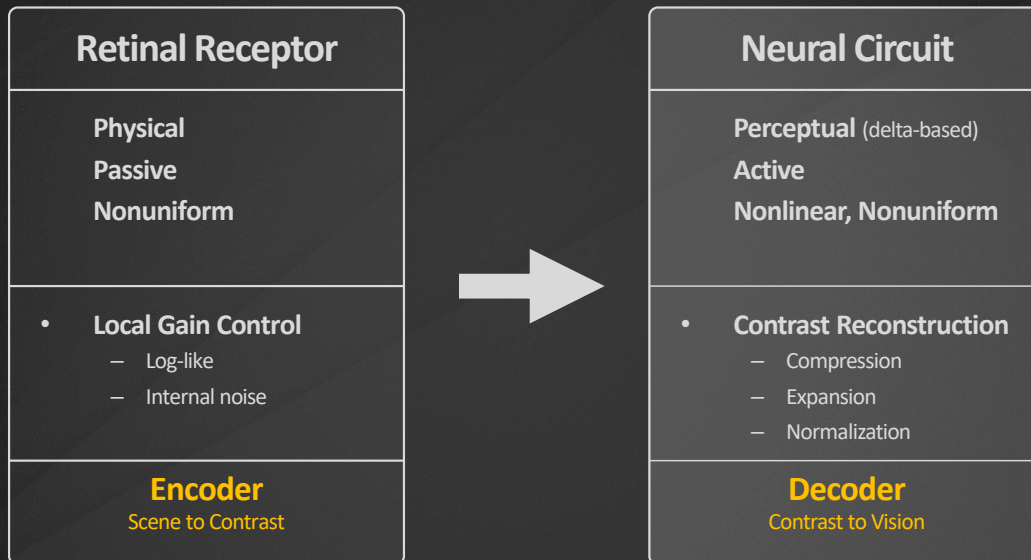 Retinal Receptor
Physical
Passive
Nonuniform
• Local Gain Control
– Log-like
– Internal noise
Encoder
Scene to Contrast
Neural Circuit
Perceptual (delta-based)
Active
Nonlinear, Nonuniform
• Contrast Reconstruction
– Compression
– Expansion
– Normalization
Decoder
Contrast to Vision